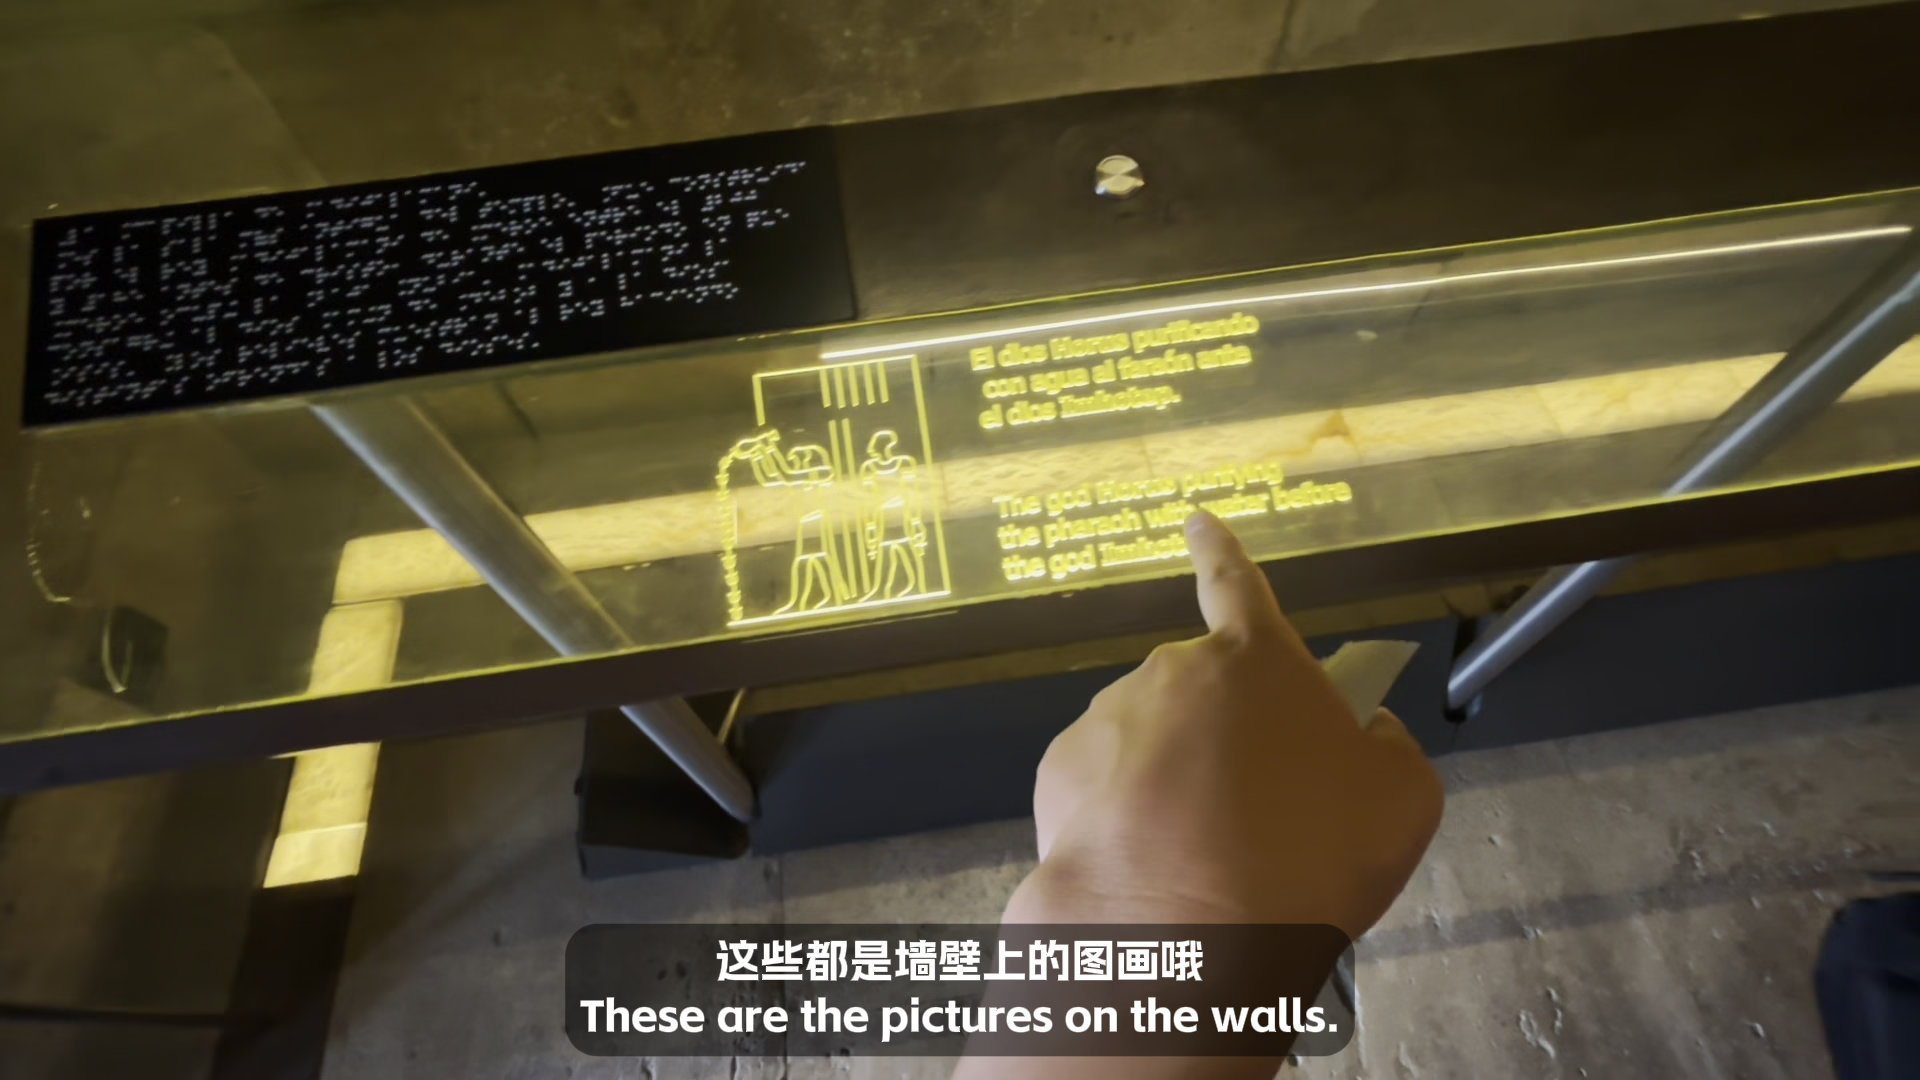 El dios Horus purificando
con agua al faraón ante
el dios Imhotep.
The god Horus purifying
the pharaoh with water before
the god
这些都是墙壁上的图画哦
These are the pictures on the walls.